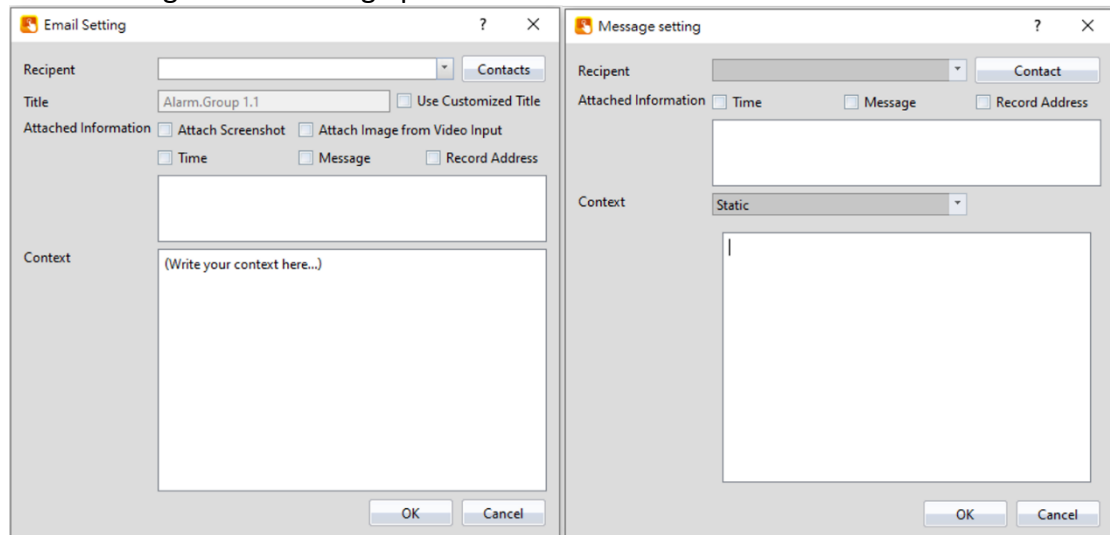 Email Setting ? ×
Recipent Contacts
Title Alarm.Group 1.1 Use Customized Title
Attached Information Attach Screenshot Attach Image from Video Input
Time Message Record Address
Context (Write your context here...)
OK Cancel
Message setting ? ×
Recipent Contact
Attached Information Time Message Record Address
Context Static
OK Cancel